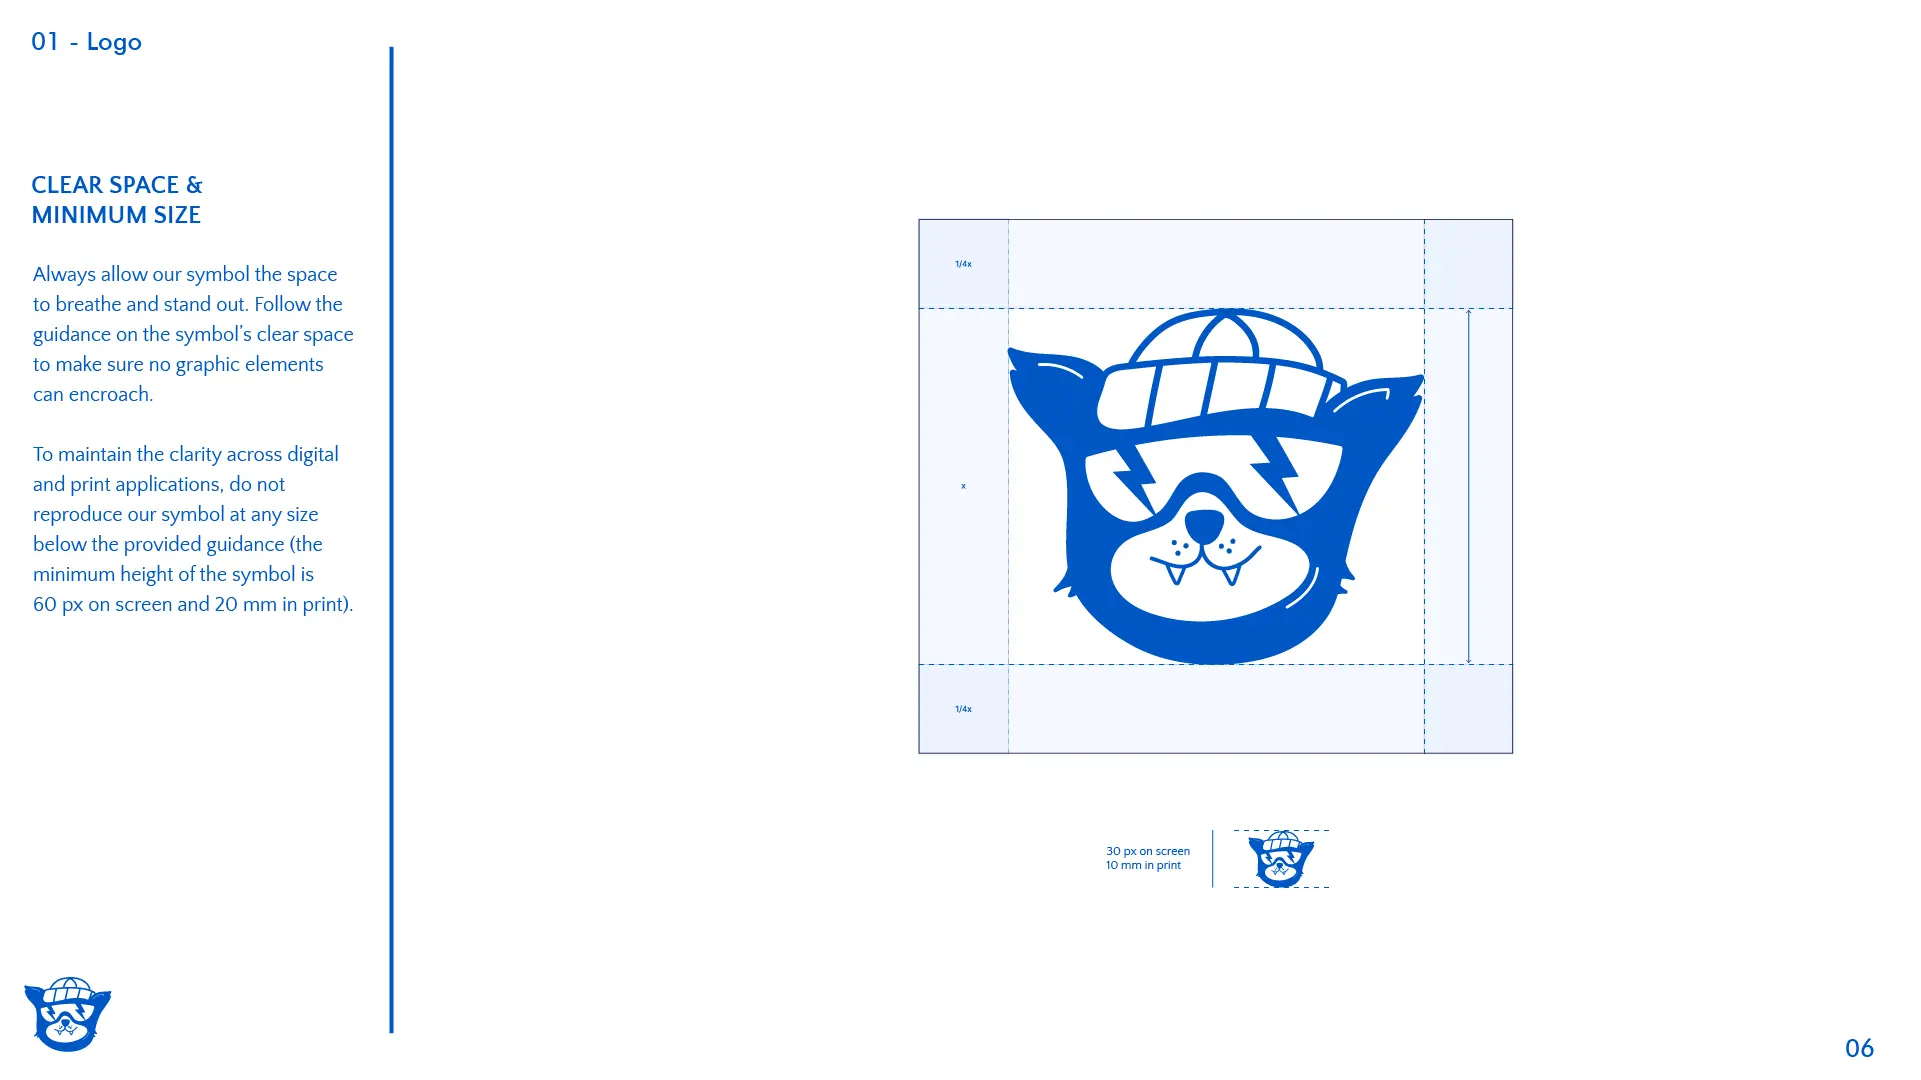 01 - Logo
CLEAR SPACE &
MINIMUM SIZE
Always allow our symbol the space
to breathe and stand out. Follow the
guidance on the symbol’s clear space
to make sure no graphic elements
can encroach.
To maintain the clarity across digital
and print applications, do not
reproduce our symbol at any size
below the provided guidance (the
minimum height of the symbol is
60 px on screen and 20 mm in print).
1/4x
x
1/4x
30 px on screen
10 mm in print
06